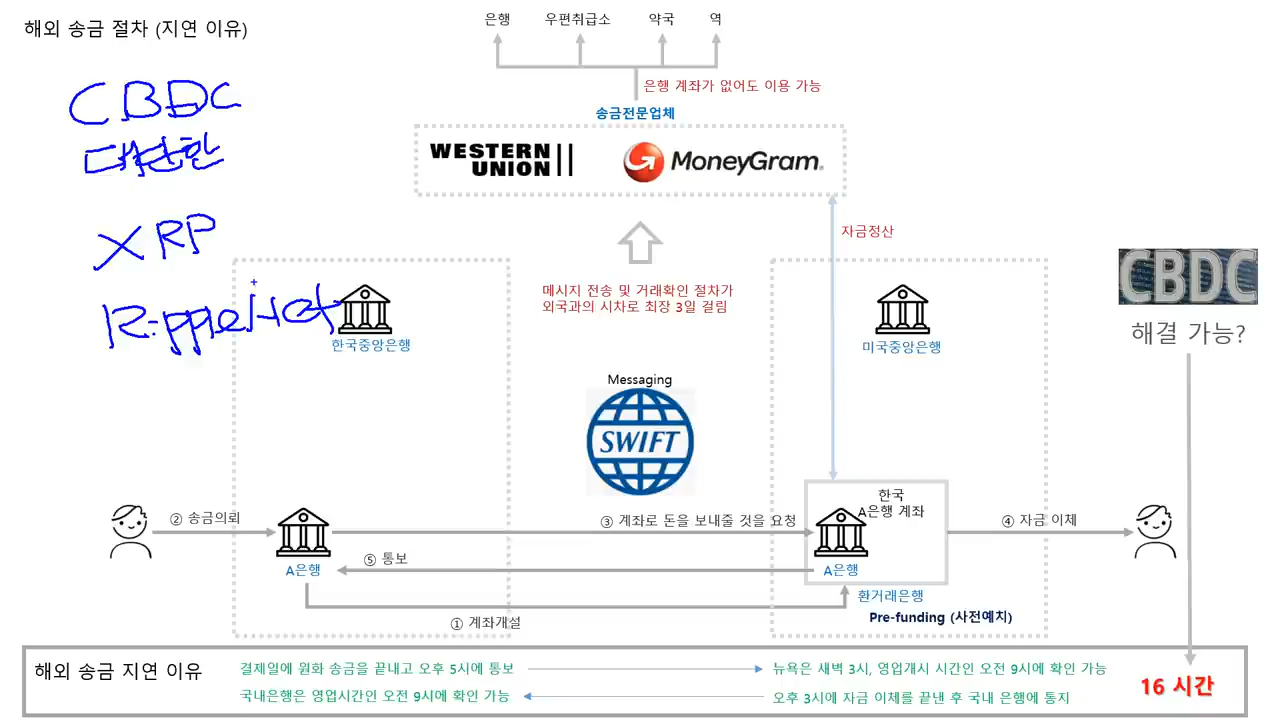 해외 송금 절차 (지연 이유)
은행
우편취급소
약국
역
은행 계좌가 없어도 이용 가능
송금전문업체
WESTERN
UNION
MoneyGram
CBDC
대단한
XRP
RippleNet
자금정산
메시지 전송 및 거래확인 절차가
외국과의 시차로 최장 3일 걸림
CBDC
해결 가능?
한국중앙은행
미국중앙은행
Messaging
SWIFT
한국
A은행 계좌
② 송금의뢰
③ 계좌로 돈을 보내줄 것을 요청
④ 자금 이체
⑤ 통보
A은행
A은행
환거래은행
① 계좌개설
Pre-funding (사전예치)
해외 송금 지연 이유
결제일에 원화 송금을 끝내고 오후 5시에 통보
뉴욕은 새벽 3시, 영업개시 시간인 오전 9시에 확인 가능
국내은행은 영업시간인 오전 9시에 확인 가능
오후 3시에 자금 이체를 끝낸 후 국내 은행에 통지
16 시간